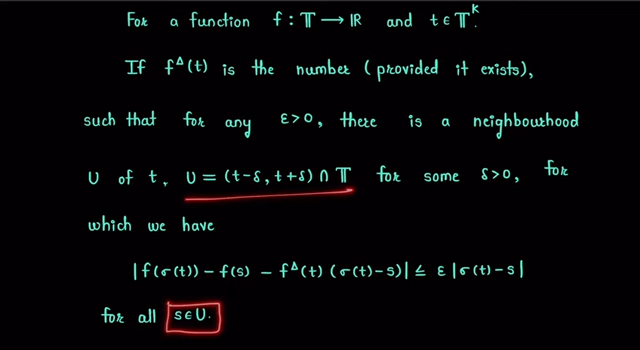 For a function f : 𝕋 ⟶ ℝ and t ∈ 𝕋ᵏ.
If f^Δ(t) is the number (provided it exists),
such that for any ε>0, there is a neighbourhood
U of t, U = (t-δ, t+δ) ∩ 𝕋 for some δ>0, for
which we have
|f(σ(t)) - f(s) - f^Δ(t) (σ(t)-s)| ≤ ε |σ(t)-s|
for all s∈U.